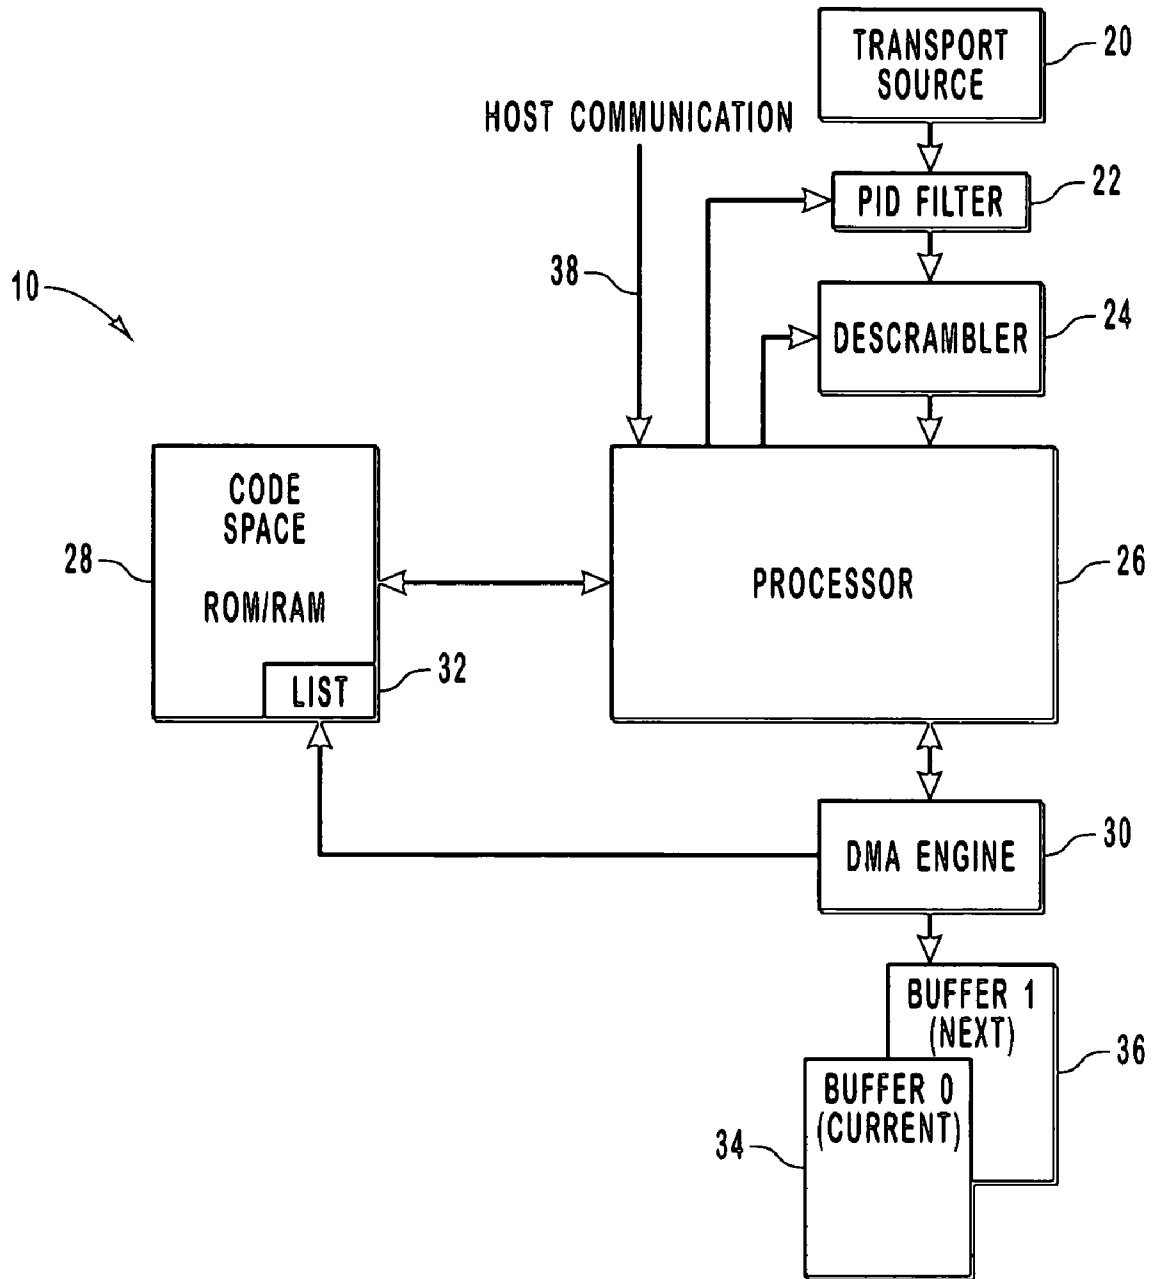 TRANSPORT
SOURCE
20
HOST COMMUNICATION
PID FILTER
22
38
10
DESCRAMBLER
24
CODE
SPACE
ROM/RAM
28
PROCESSOR
26
LIST
32
DMA ENGINE
30
BUFFER 1
(NEXT)
36
BUFFER 0
(CURRENT)
34